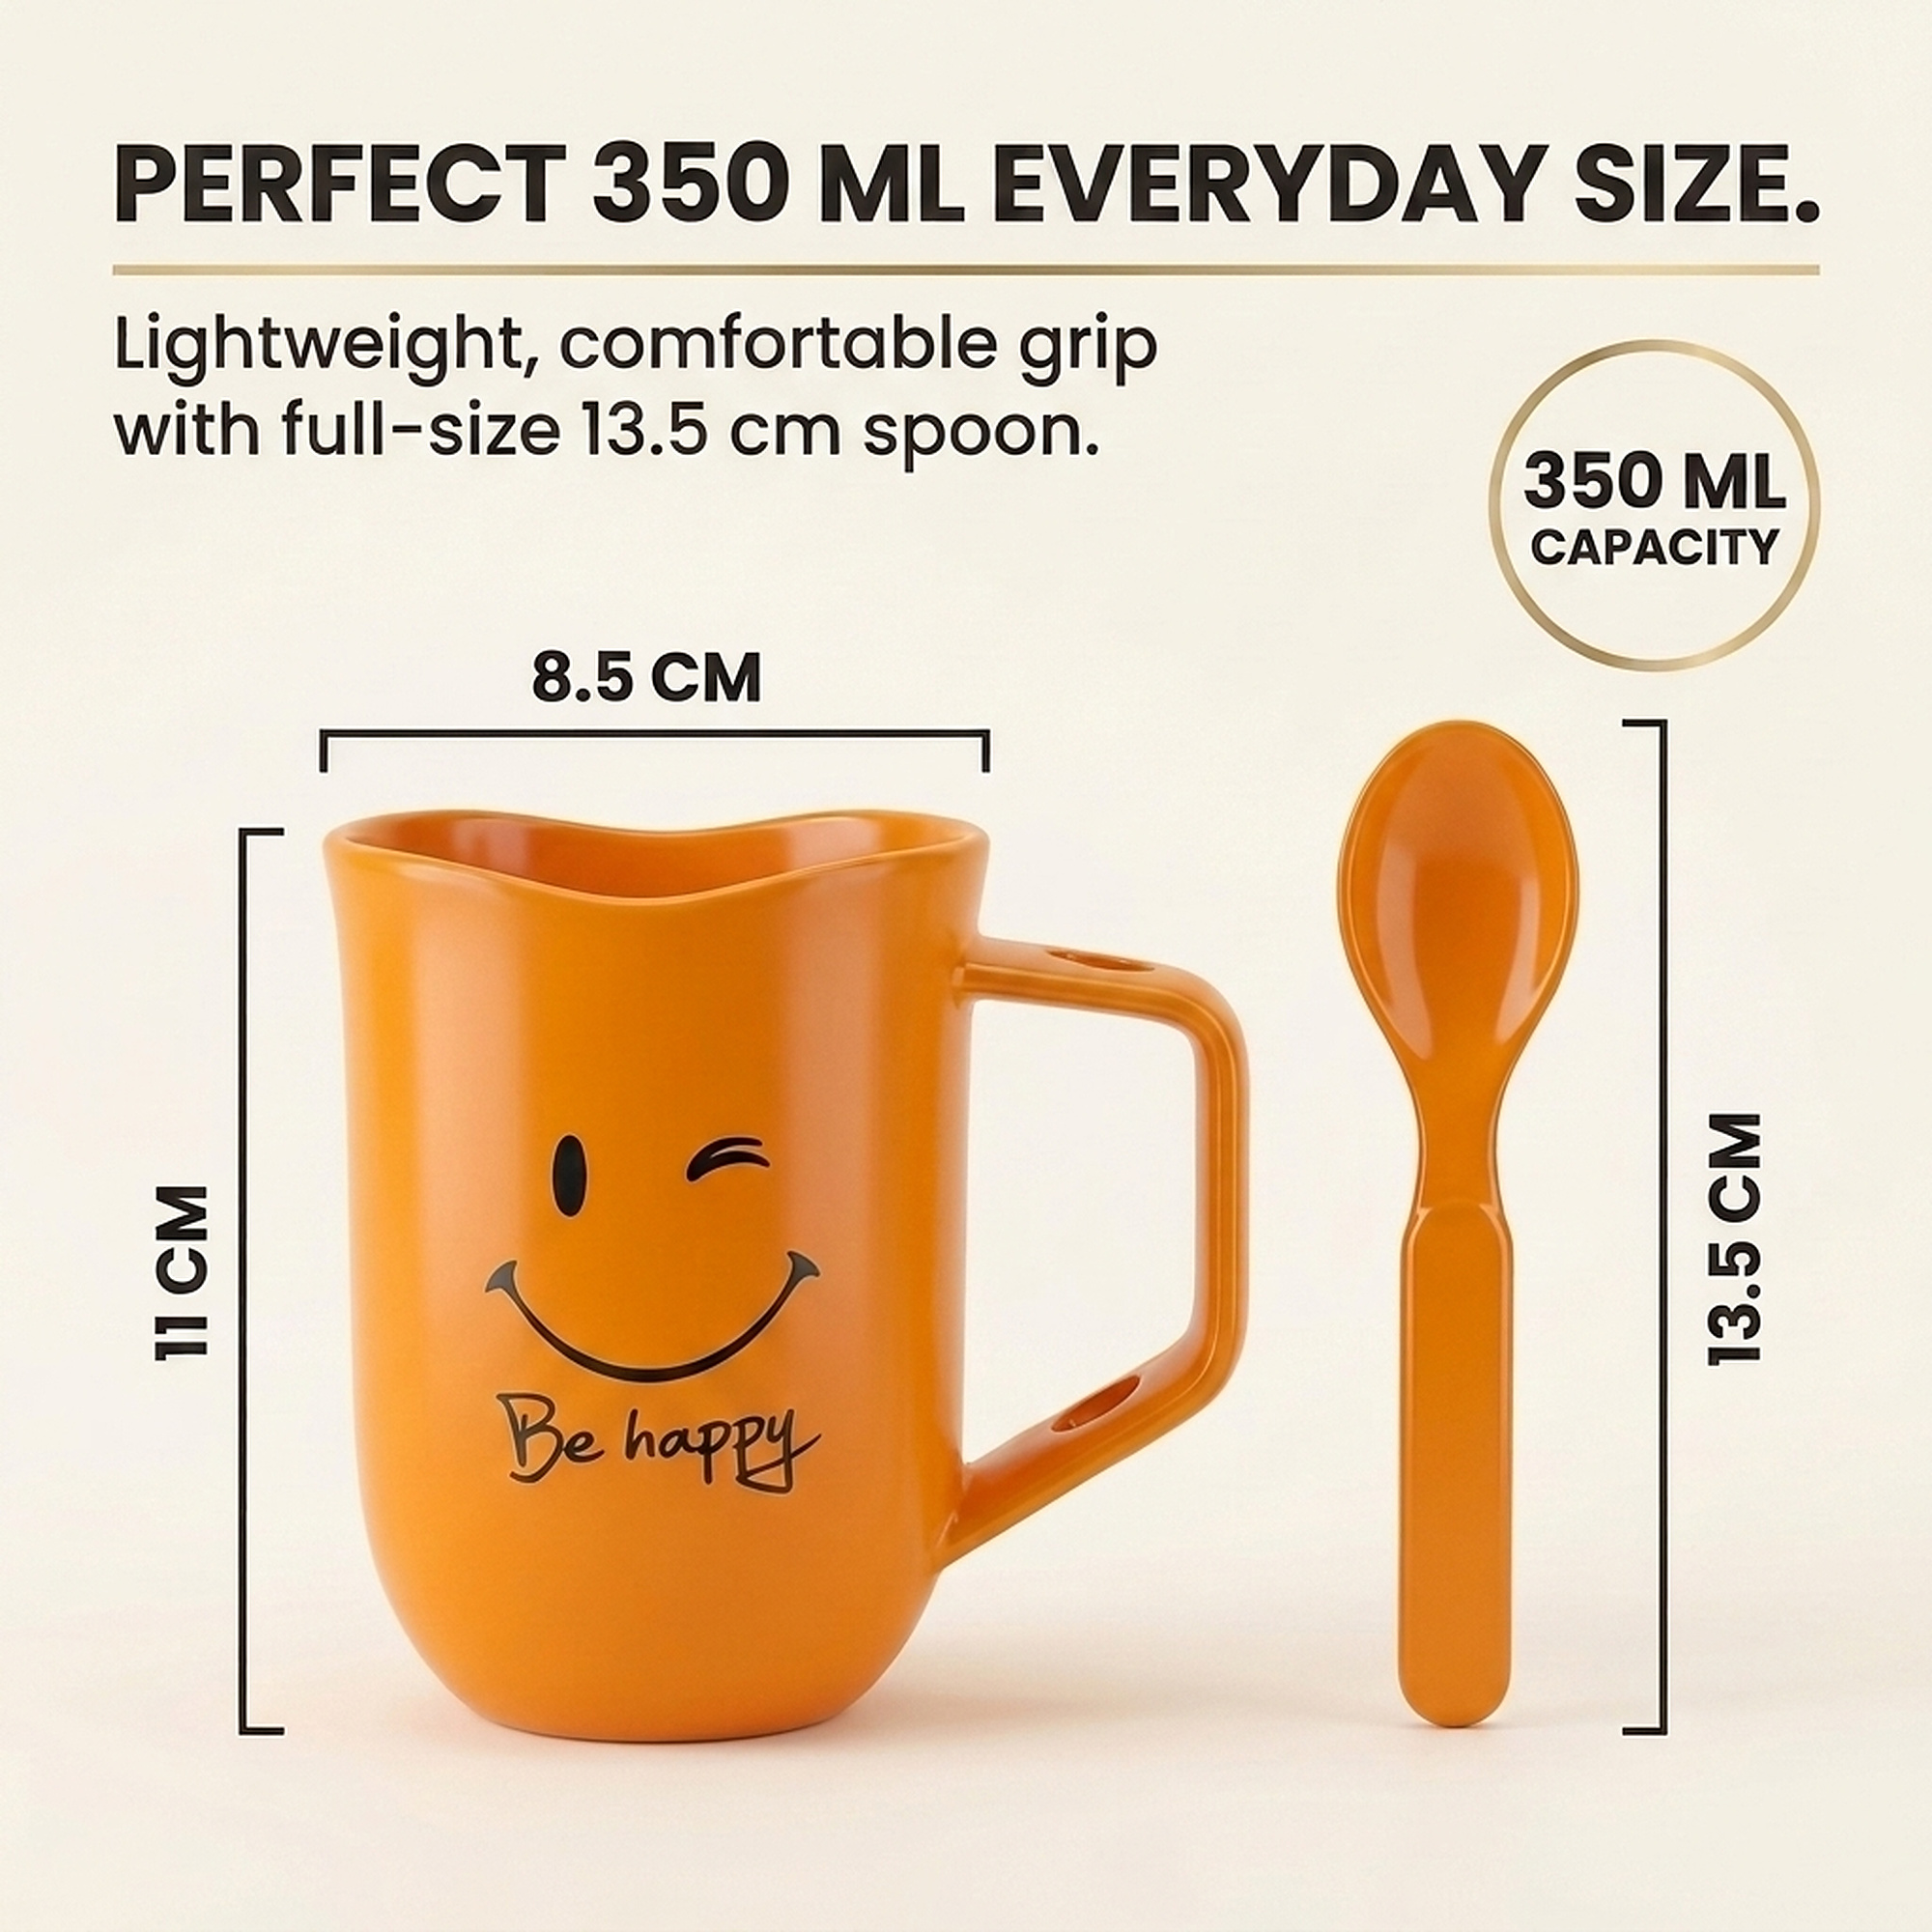 PERFECT 350 ML EVERYDAY SIZE.
Lightweight, comfortable grip
with full-size 13.5 cm spoon.
350 ML
CAPACITY
8.5 CM
11 CM
13.5 CM
Be happy